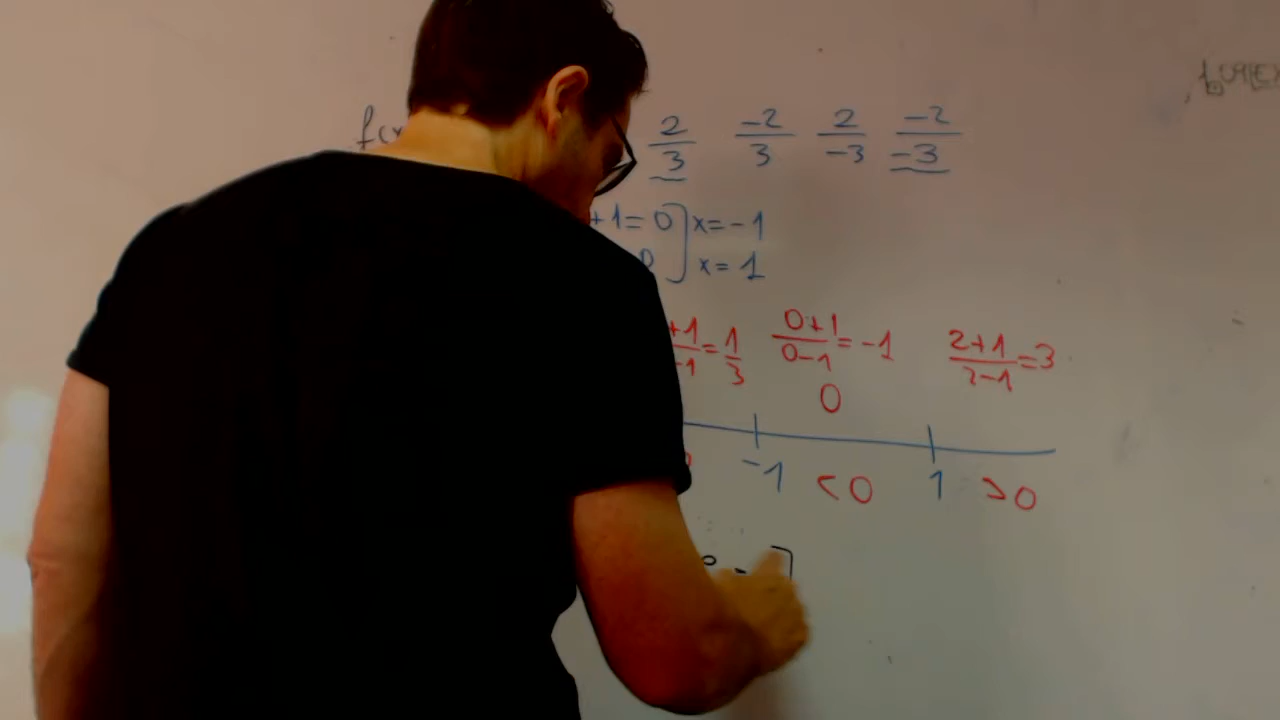 f(x 2/3 -2/3 2/-3 -2/-3
+1=0] x=-1
0] x=1
+1/-1=1/3 0+1/0-1=-1 2+1/2-1=3
0
-1 <0 1 >0
]